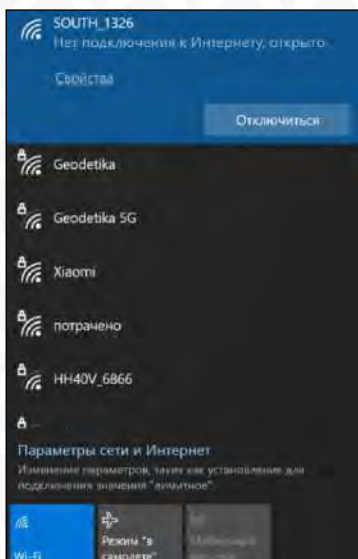 SOUTH_1326
Нет подключения к Интернету, открыто
Свойства
Отключиться
Geodetika
Geodetika 5G
Xiaomi
потрачено
HH40V_6866
Параметры сети и Интернет
Изменение параметров, таких как установление для
подключения значения "лимитное".
Wi-Fi
Режим "в
самолете"